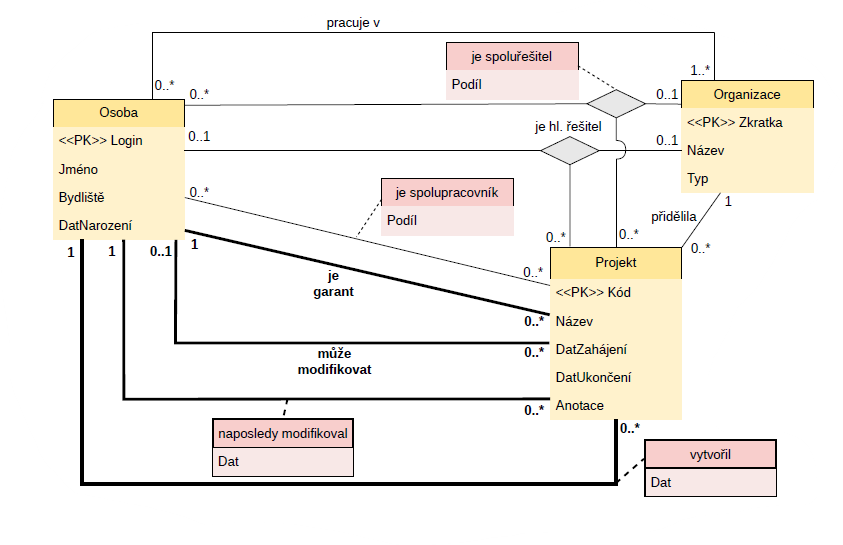 pracuje v
je spoluřešitel
Podíl
0..*
1..*
0..*
0..1
Osoba
<<PK>> Login
Jméno
Bydliště
DatNarození
Organizace
<<PK>> Zkratka
Název
Typ
je hl. řešitel
0..1
0..1
je spolupracovník
Podíl
0..*
1
přidělila
0..*
0..*
0..*
1
1
0..1
1
je
garant
0..*
Projekt
<<PK>> Kód
Název
DatZahájení
DatUkončení
Anotace
0..*
může
modifikovat
0..*
0..*
naposledy modifikoval
Dat
0..*
vytvořil
Dat